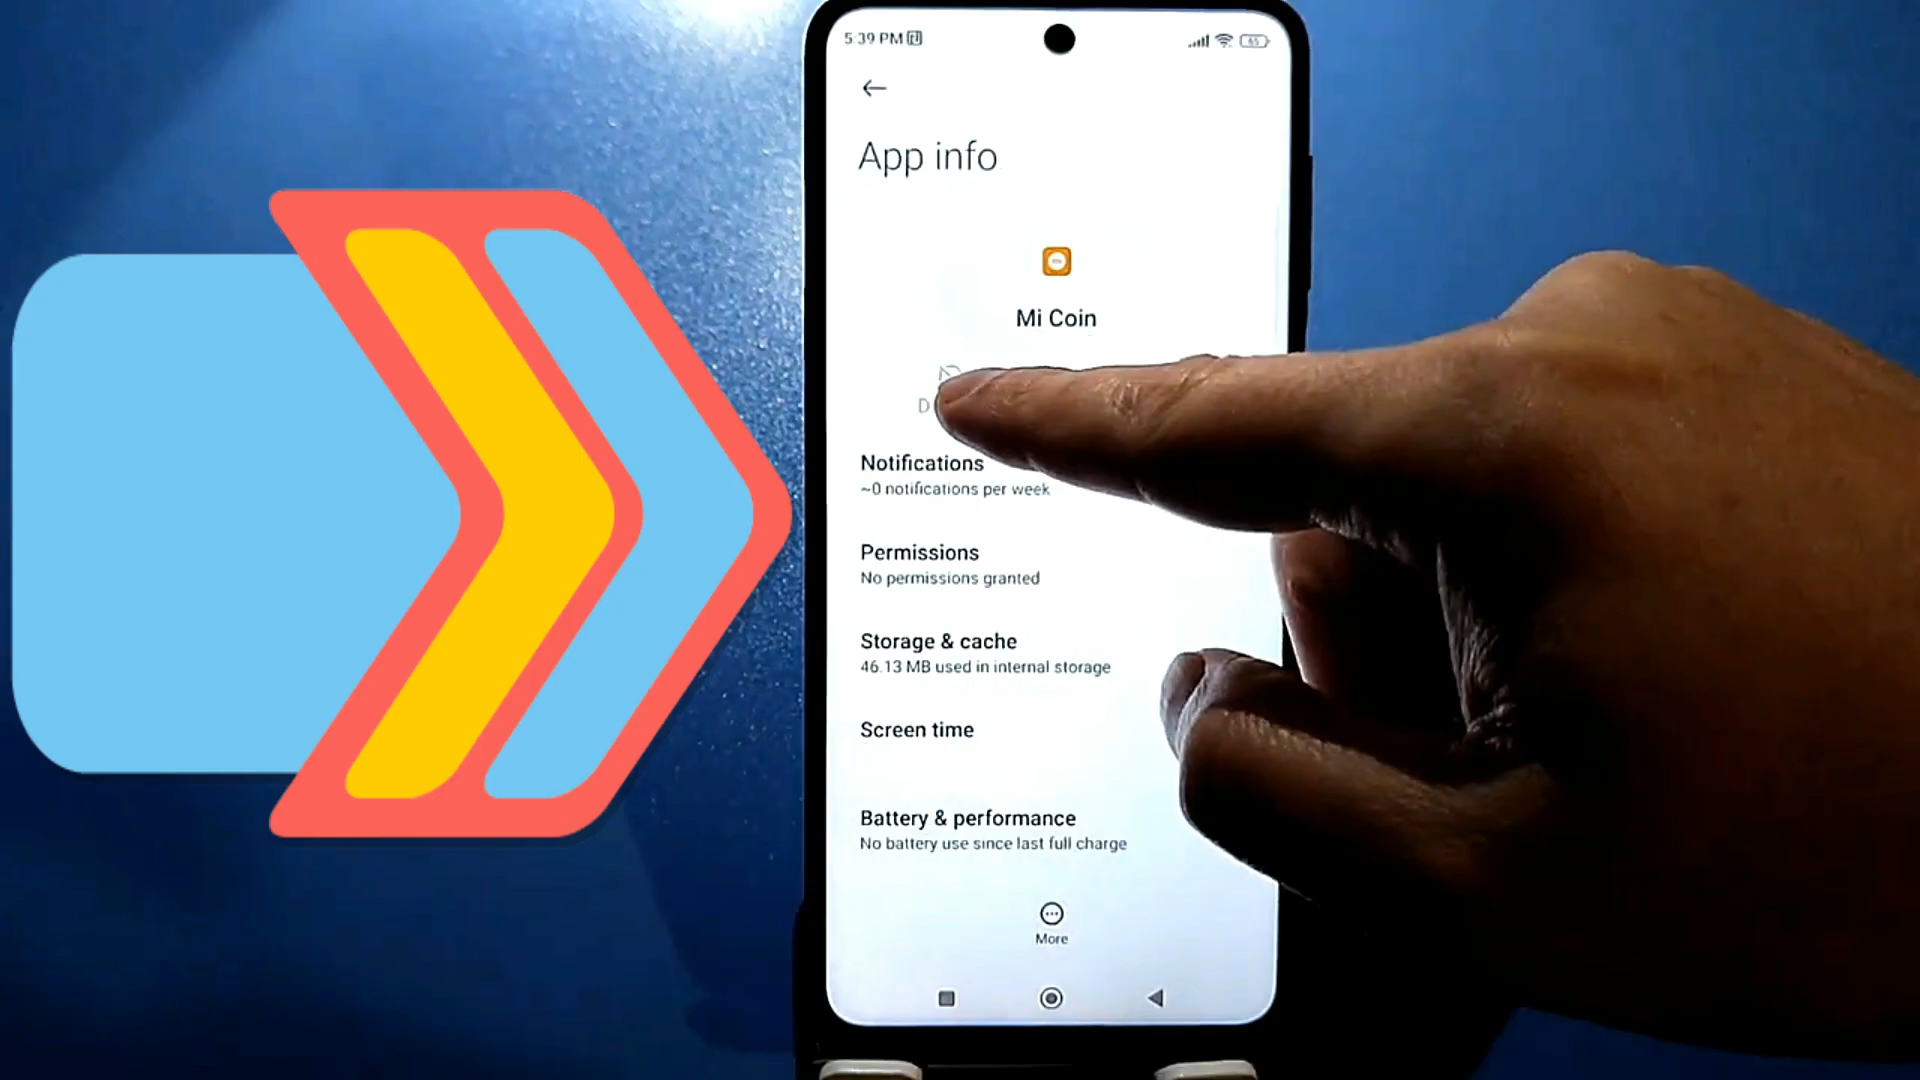 5:39 PM
65
App info
Mi Coin
D
Notifications
~0 notifications per week
Permissions
No permissions granted
Storage & cache
46.13 MB used in internal storage
Screen time
Battery & performance
No battery use since last full charge
More